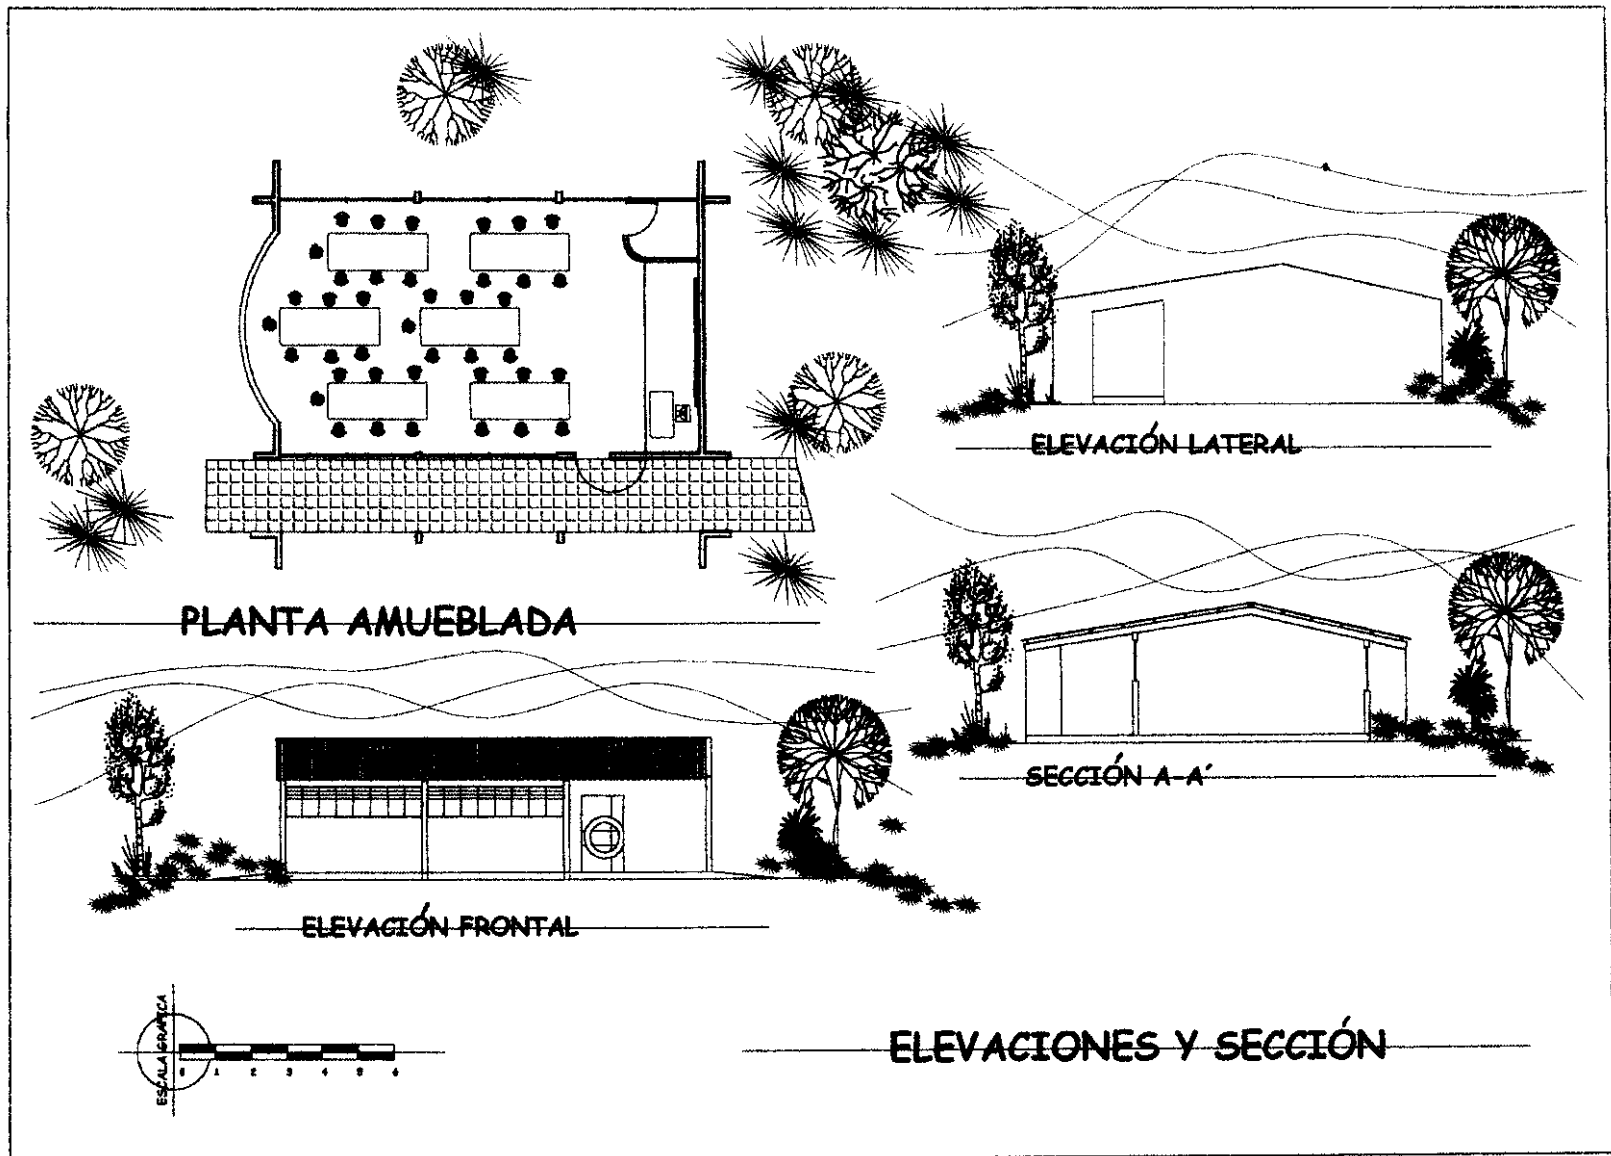 PLANTA AMUEBLADA
ELEVACIÓN LATERAL
SECCIÓN A-A´
ELEVACIÓN FRONTAL
ESCALA GRAFICA
0 1 2 3 4 5 6
ELEVACIONES Y SECCIÓN